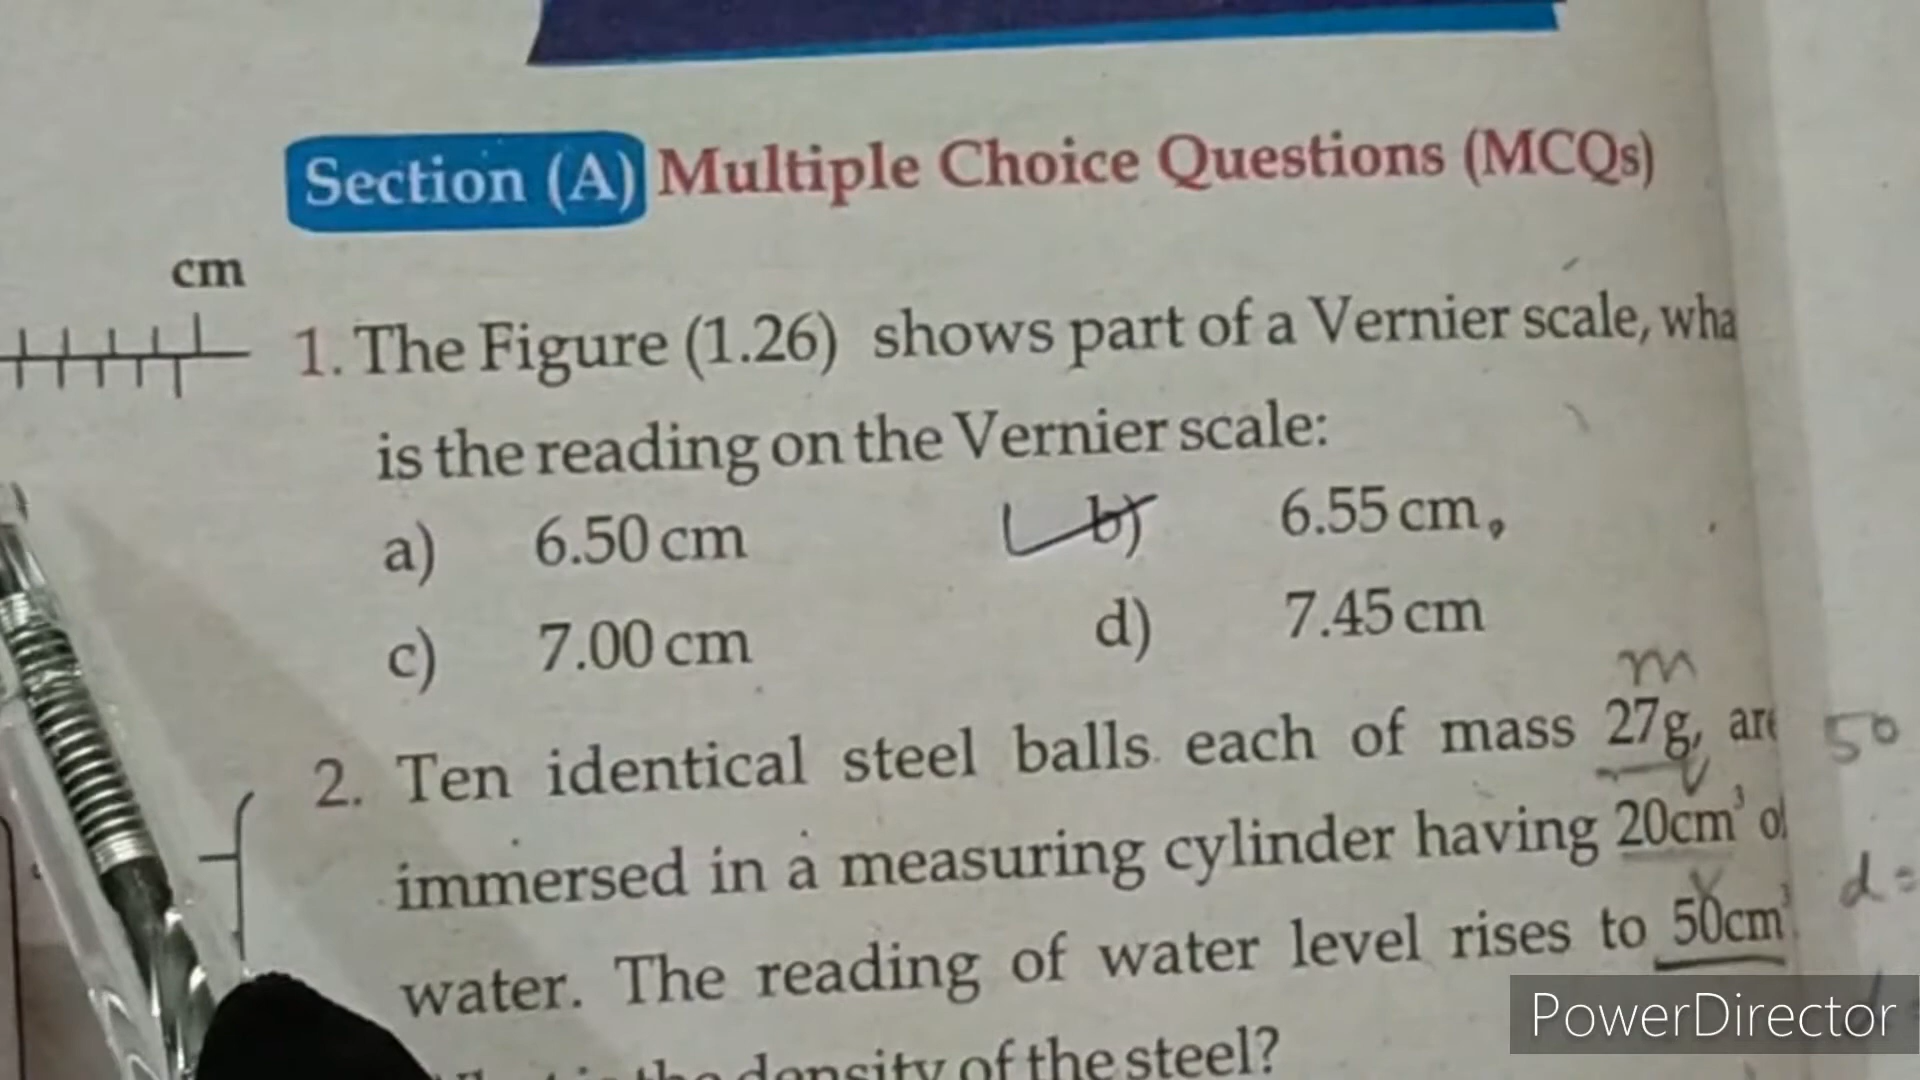 Section (A) Multiple Choice Questions (MCQs)
cm
1. The Figure (1.26) shows part of a Vernier scale, wha
is the reading on the Vernier scale:
a) 6.50 cm b) 6.55 cm,
c) 7.00 cm d) 7.45 cm
m
2. Ten identical steel balls each of mass 27g, are 50
immersed in a measuring cylinder having 20cm³ o
d=
water. The reading of water level rises to 50cm³
density of the steel?
PowerDirector